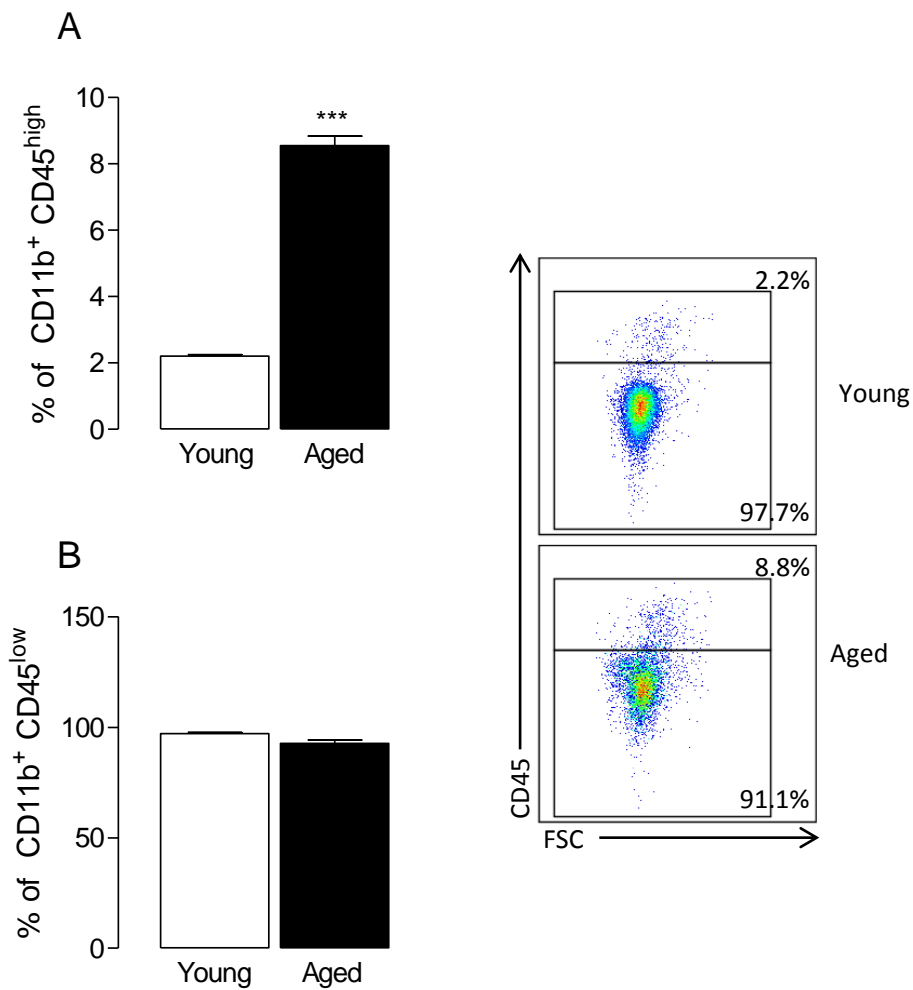 A
% of CD11b⁺ CD45ʰⁱᵍʰ
10
8
6
4
2
0
***
Young Aged
B
% of CD11b⁺ CD45ˡᵒʷ
150
100
50
0
Young Aged
2.2%
97.7%
Young
8.8%
91.1%
Aged
CD45
FSC